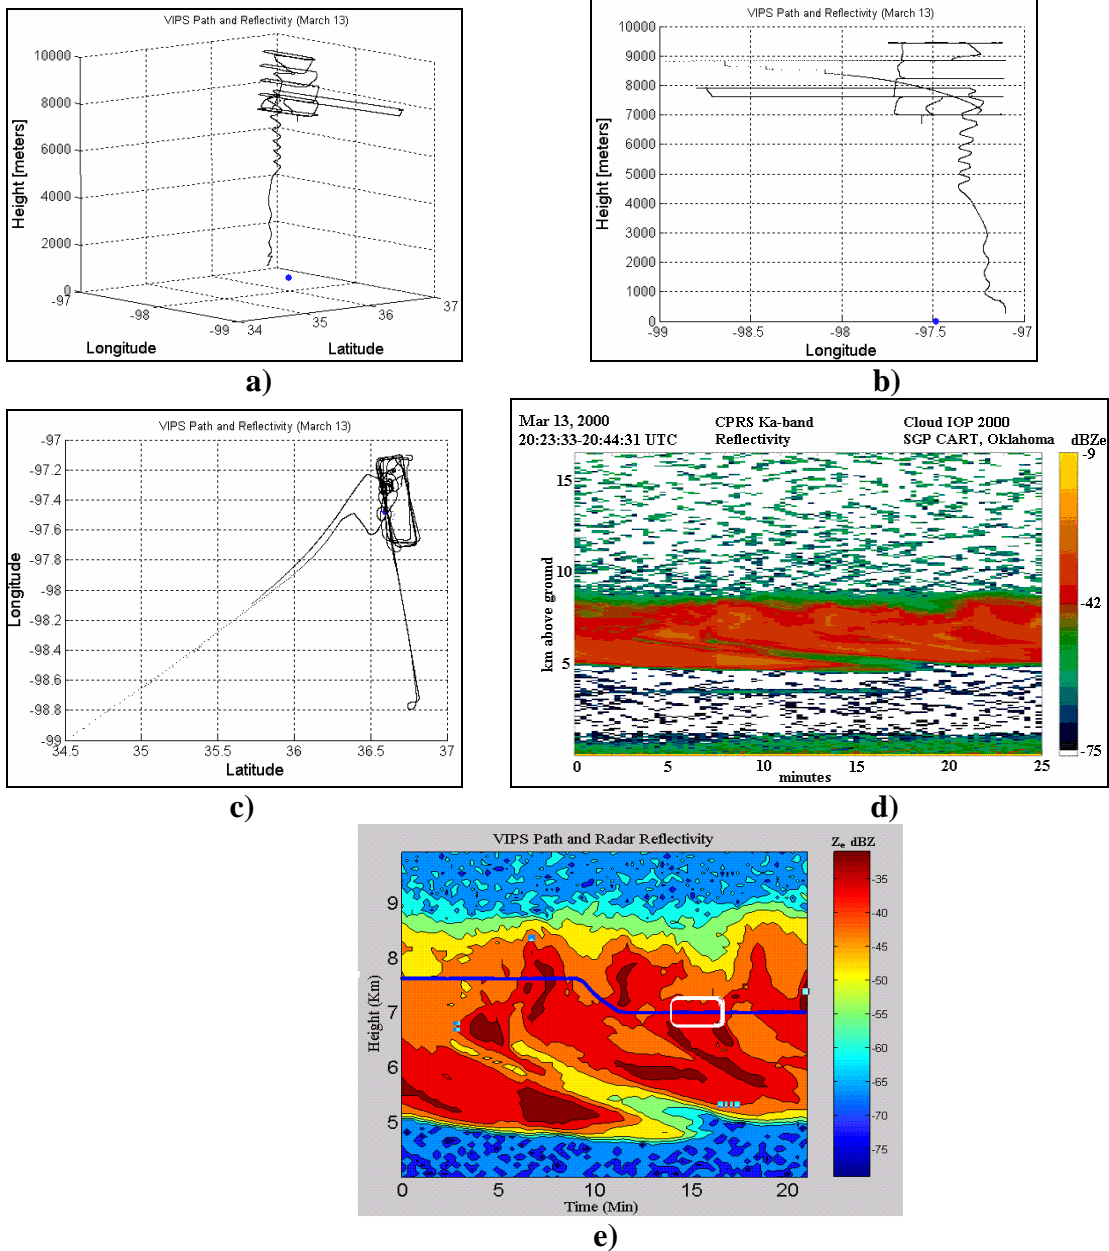 VIPS Path and Reflectivity (March 13)
10000
8000
6000
4000
2000
0
Height [meters]
-97
-98
-99
34
35
36
37
Longitude
Latitude
a)
VIPS Path and Reflectivity (March 13)
10000
9000
8000
7000
6000
5000
4000
3000
2000
1000
0
Height [meters]
-99
-98.5
-98
-97.5
-97
Longitude
b)
VIPS Path and Reflectivity (March 13)
-97
-97.2
-97.4
-97.6
-97.8
-98
-98.2
-98.4
-98.6
-98.8
-99
Longitude
Longitude
34.5
35
35.5
36
36.5
37
Latitude
c)
Mar 13, 2000
20:23:33-20:44:31 UTC
CPRS Ka-band
Reflectivity
Cloud IOP 2000
SGP CART, Oklahoma
dBZe
-9
-42
-75
15
10
5
km above ground
0
5
10
15
20
25
minutes
d)
VIPS Path and Radar Reflectivity
Ze dBZ
9
8
7
6
5
Height (Km)
0
5
10
15
20
Time (Min)
-35
-40
-45
-50
-55
-60
-65
-70
-75
e)